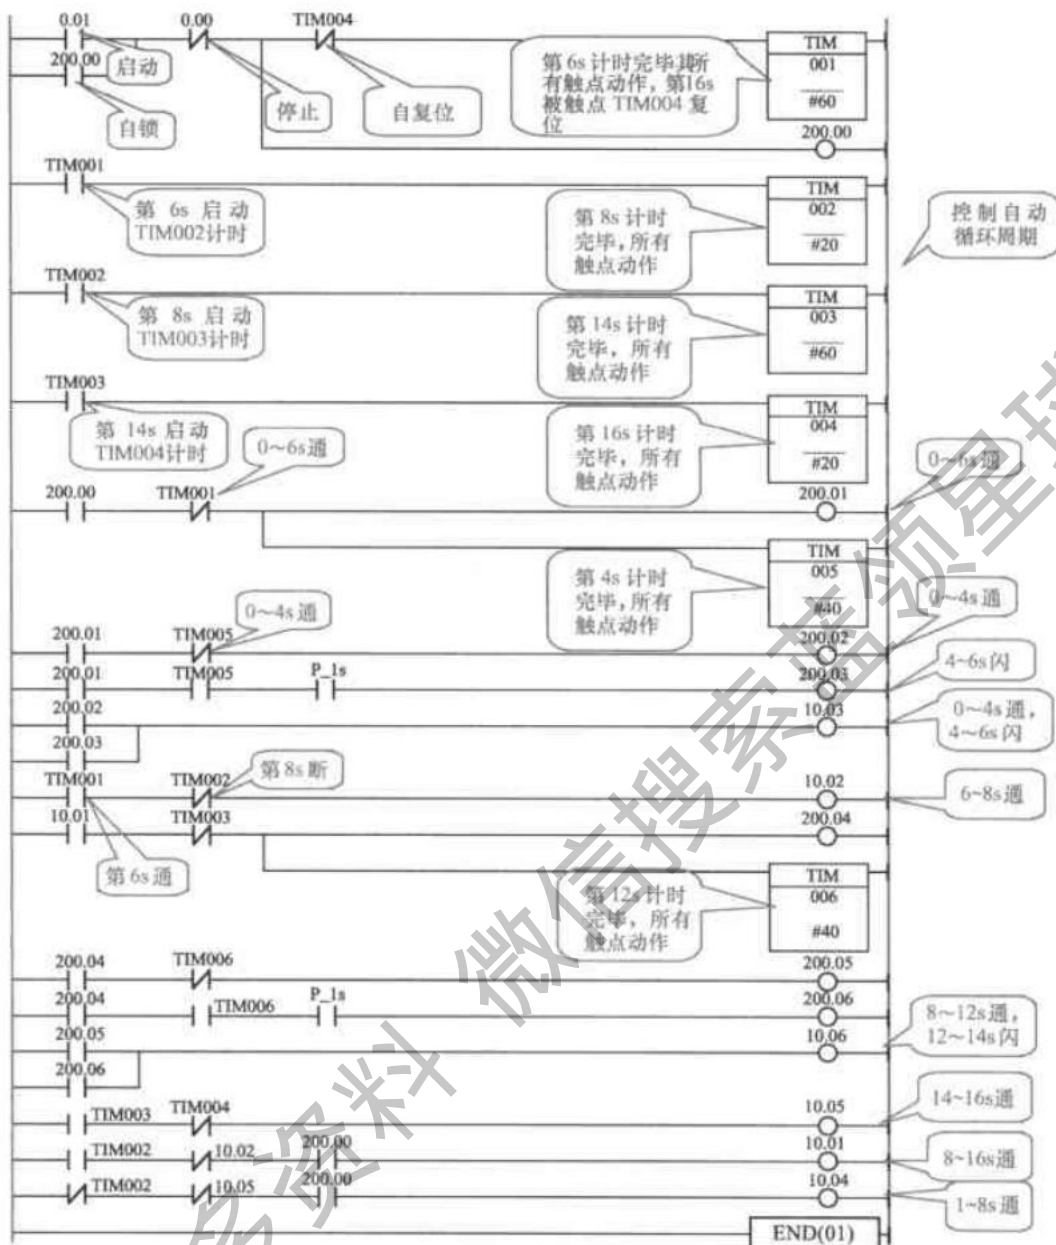 0.01 0.00 TIM004
启动
200.00
自锁
停止
自复位
第6s计时完毕其所
有触点动作，第16s
被触点TIM004复
位
TIM
001
#60
200.00
TIM001
第 6s 启动
TIM002计时
第8s计时
完毕，所有
触点动作
TIM
002
#20
控制自动
循环周期
TIM002
第 8s 启动
TIM003计时
第14s计时
完毕，所有
触点动作
TIM
003
#60
TIM003
第 14s 启动
TIM004计时
0～6s通
第16s计时
完毕，所有
触点动作
TIM
004
#20
0～6s通
200.00 TIM001 200.01
第4s计时
完毕，所有
触点动作
TIM
005
#40
0～4s通
0～4s通
200.01 TIM005 200.02
200.01 TIM005 P_1s 200.03
4~6s闪
200.02 10.03
0～4s通，
4～6s闪
200.03
第8s断
TIM001 TIM002 10.02
6~8s通
10.01 TIM003 200.04
第6s通
第12s计时
完毕，所有
触点动作
TIM
006
#40
200.04 TIM006 200.05
200.04 TIM006 P_1s 200.06
200.05 10.06
8～12s通，
12～14s闪
200.06
TIM003 TIM004 10.05
14~16s通
TIM002 10.02 200.00 10.01
8~16s通
TIM002 10.05 200.00 10.04
1~8s通
END(01)
多资料 微信搜索蓝领星球